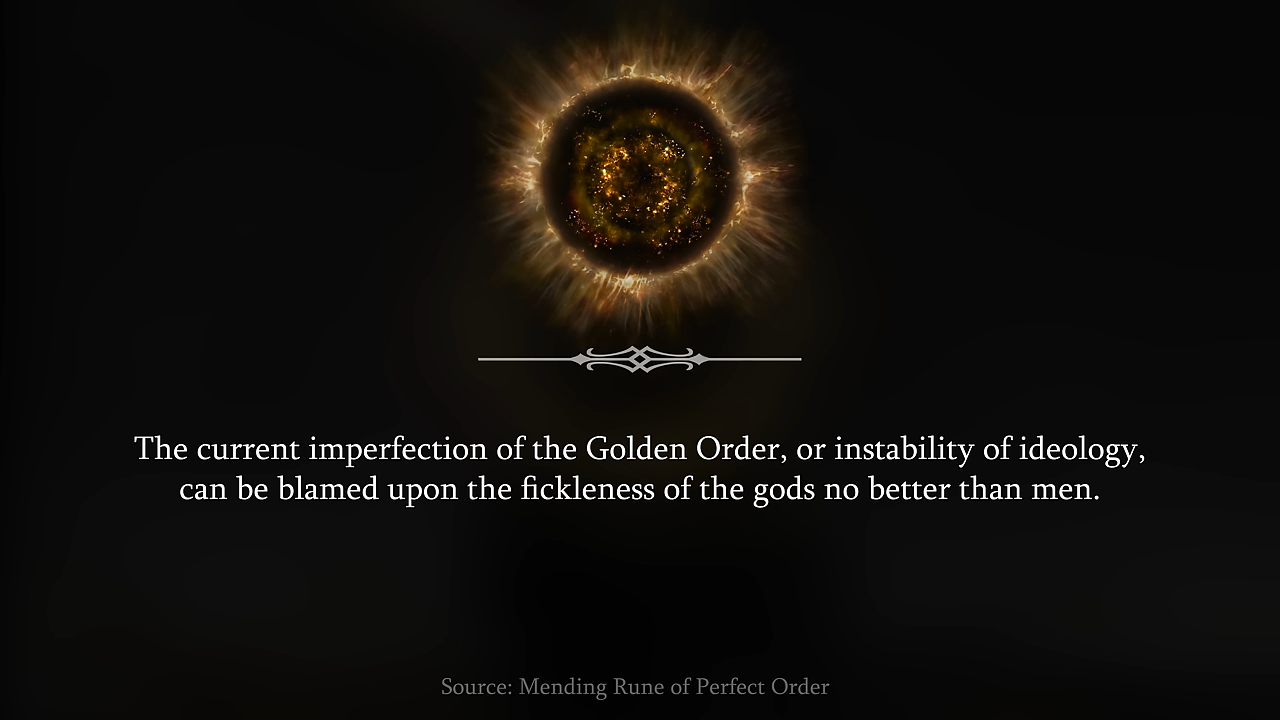 The current imperfection of the Golden Order, or instability of ideology,
can be blamed upon the fickleness of the gods no better than men.
Source: Mending Rune of Perfect Order